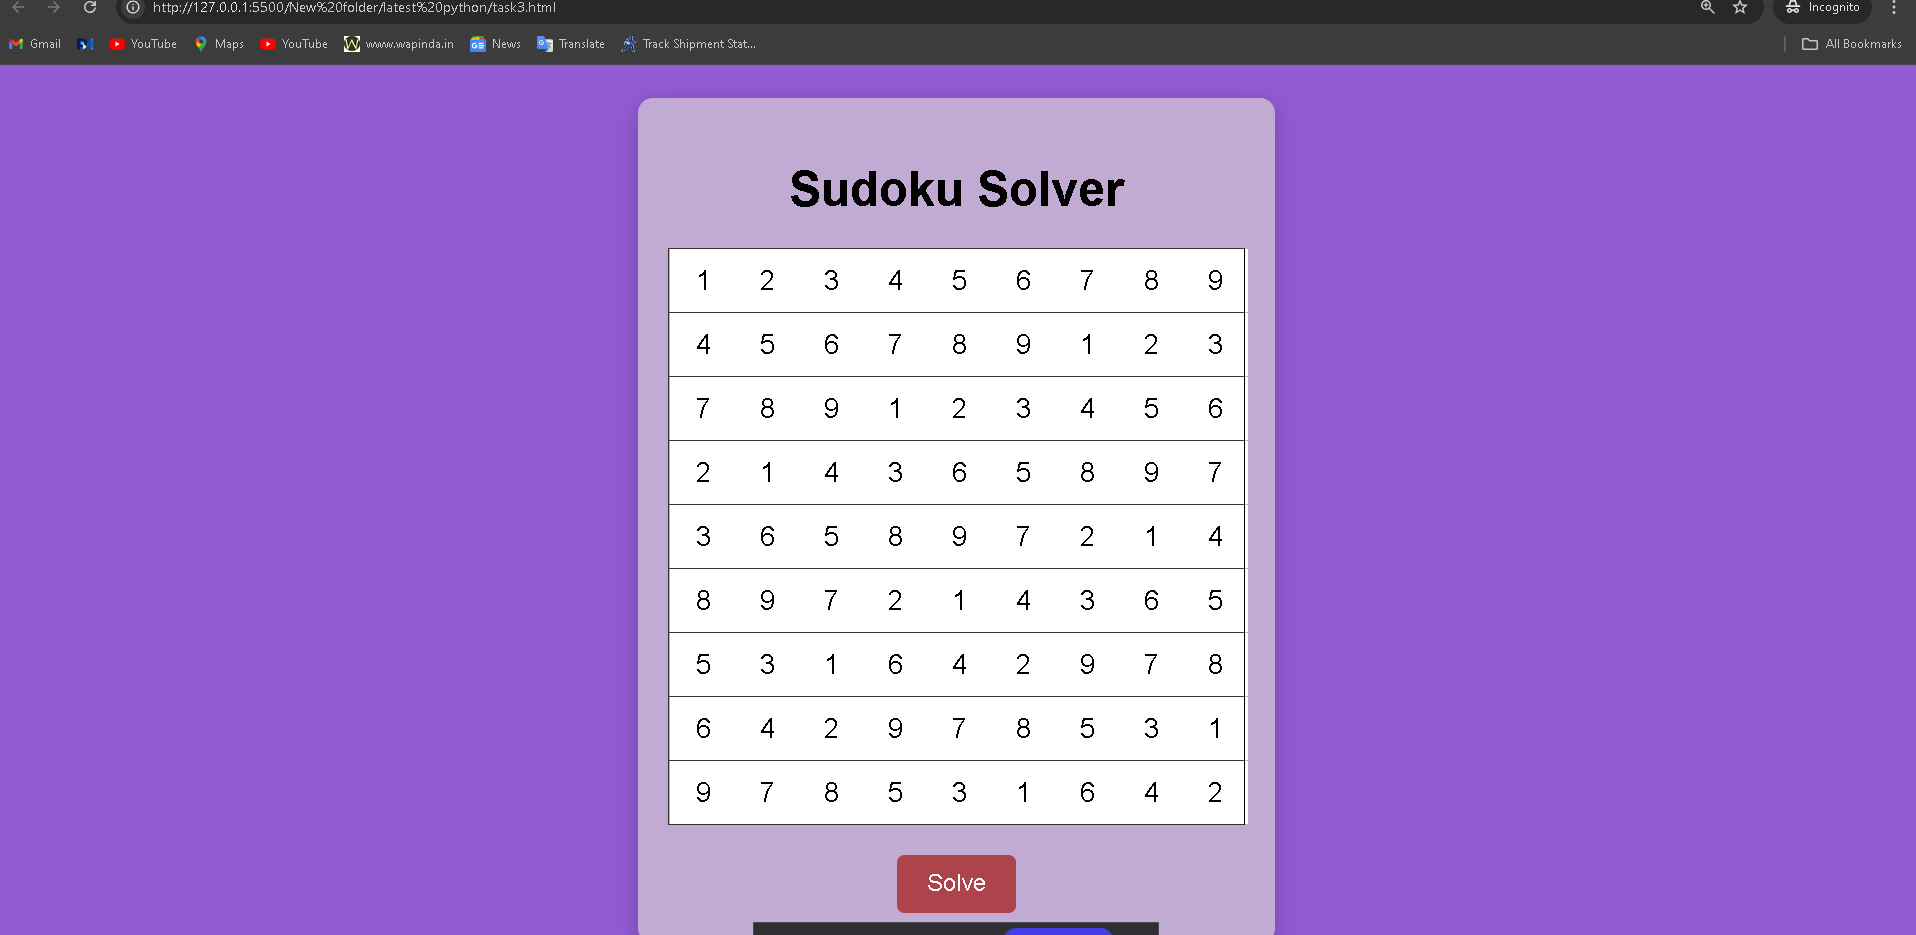 http://127.0.0.1:5500/New%20folder/latest%20python/task3.html Incognito
Gmail YouTube Maps YouTube www.wapinda.in News Translate Track Shipment Stat... All Bookmarks
Sudoku Solver
1 2 3 4 5 6 7 8 9
4 5 6 7 8 9 1 2 3
7 8 9 1 2 3 4 5 6
2 1 4 3 6 5 8 9 7
3 6 5 8 9 7 2 1 4
8 9 7 2 1 4 3 6 5
5 3 1 6 4 2 9 7 8
6 4 2 9 7 8 5 3 1
9 7 8 5 3 1 6 4 2
Solve